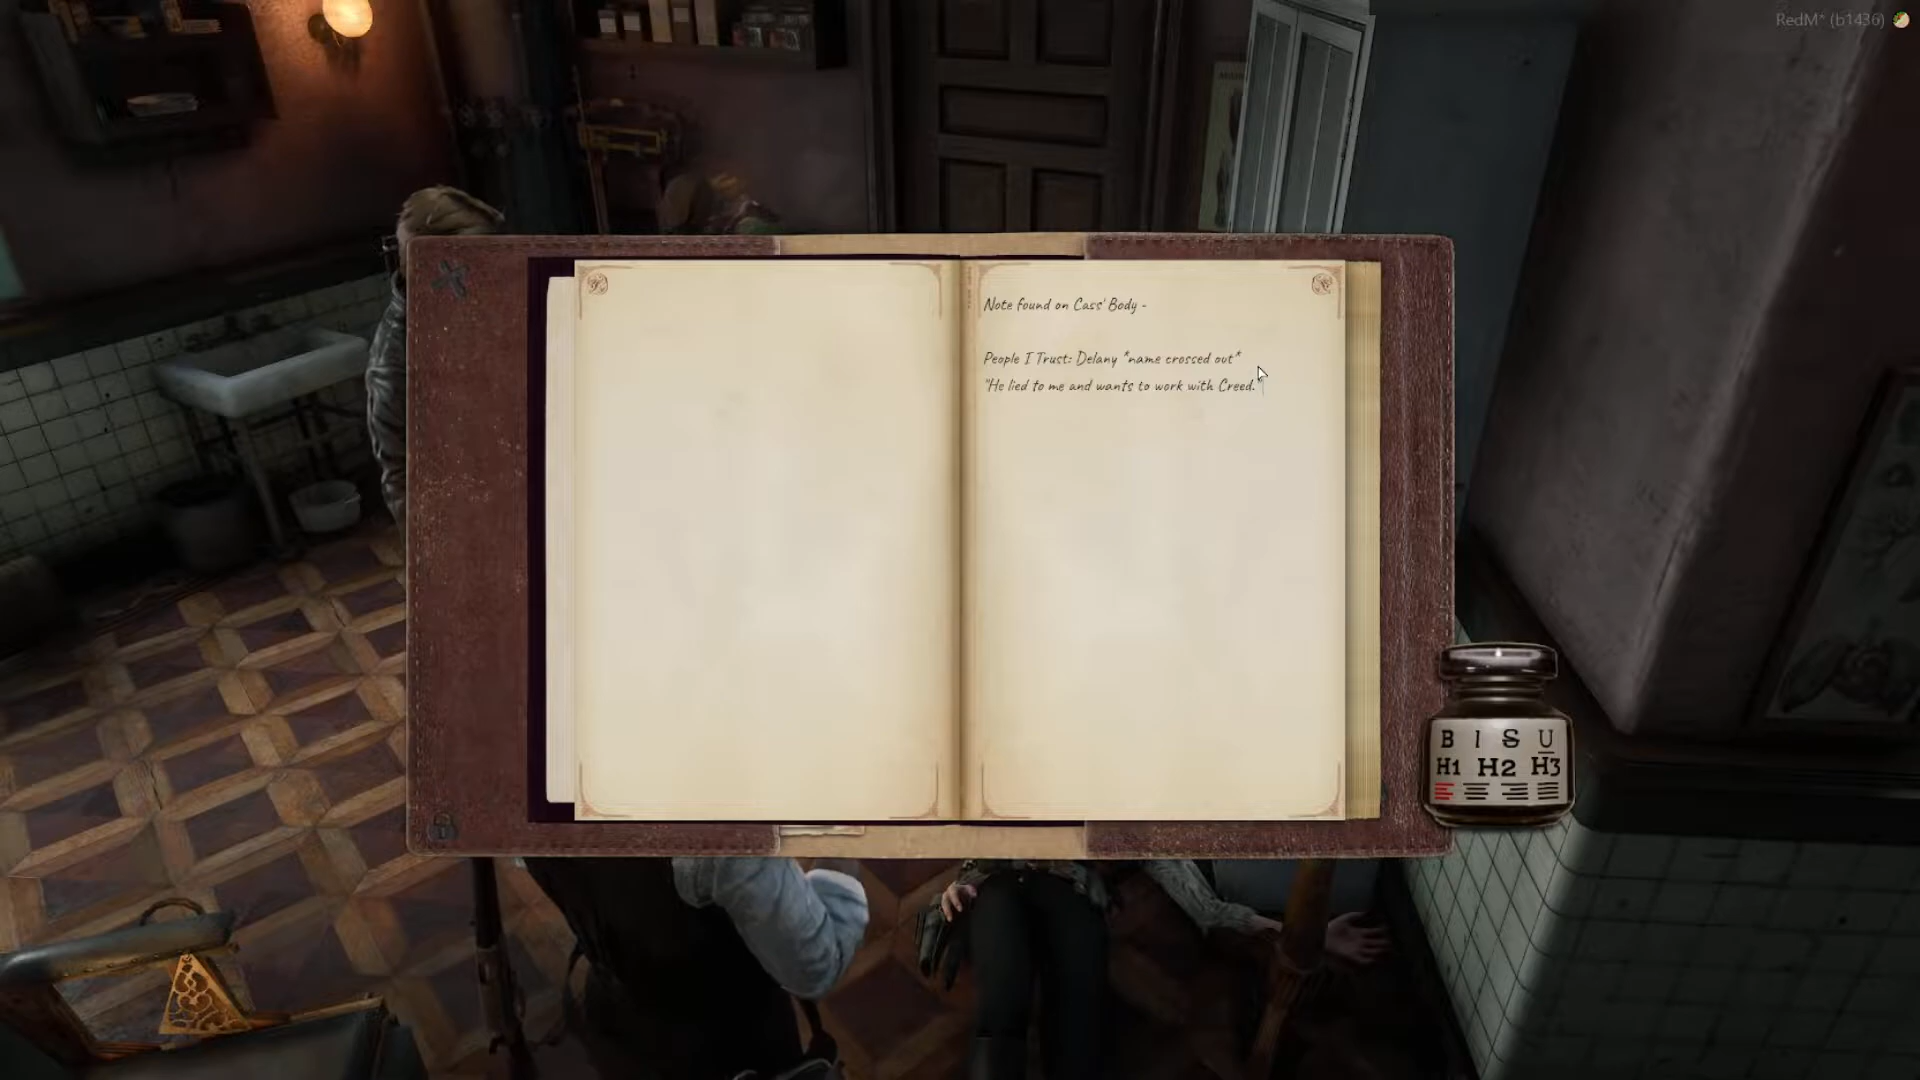 RedM* (b1436)
Note found on Cass' Body -
People I Trust: Delany *name crossed out*
"He lied to me and wants to work with Creed."
B I S U
H1 H2 H3